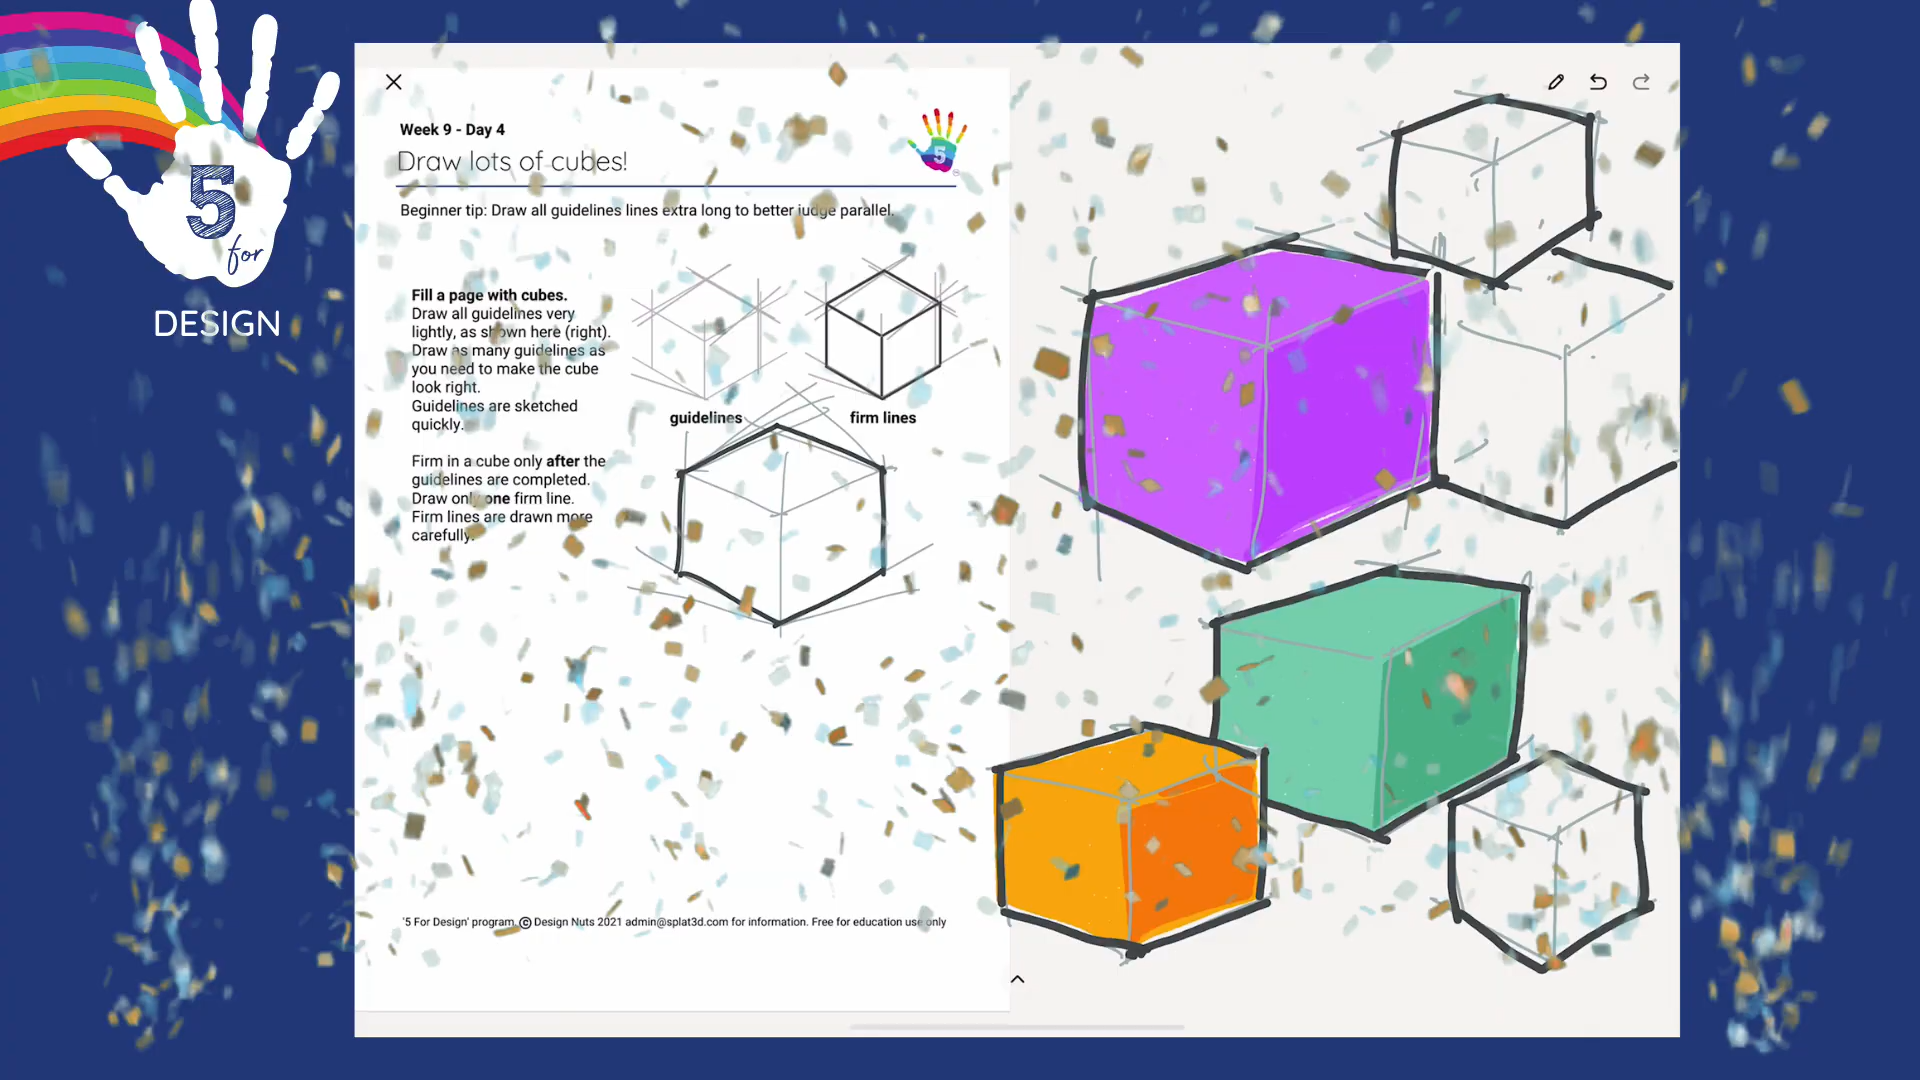 5
for
DESIGN
Week 9 - Day 4
Draw lots of cubes!
5
Beginner tip: Draw all guidelines lines extra long to better judge parallel.
Fill a page with cubes.
Draw all guidelines very
lightly, as shown here (right).
Draw as many guidelines as
you need to make the cube
look right.
Guidelines are sketched
quickly.
Firm in a cube only after the
guidelines are completed.
Draw only one firm line.
Firm lines are drawn more
carefully.
guidelines
firm lines
'5 For Design' program. © Design Nuts 2021 admin@splat3d.com for information. Free for education use only